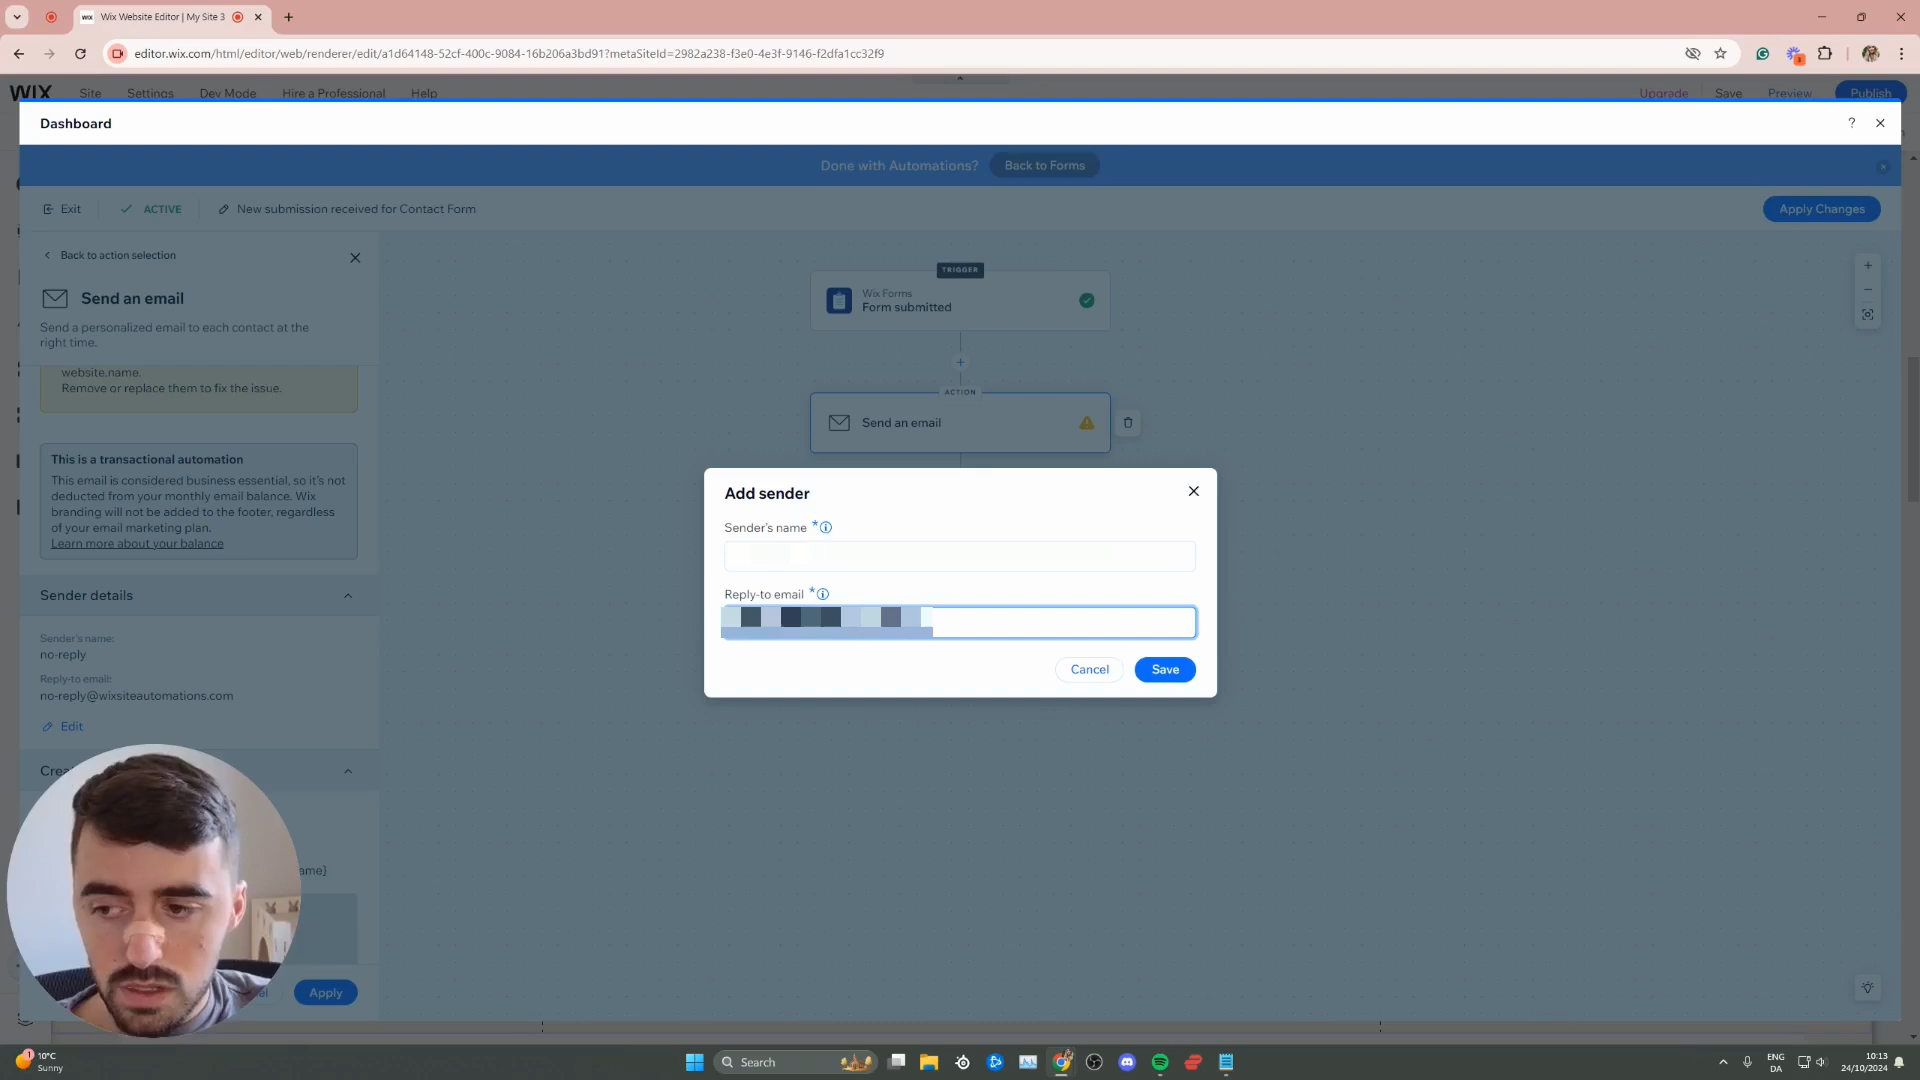 Wix Website Editor | My Site 3
editor.wix.com/html/editor/web/renderer/edit/a1d64148-52cf-400c-9084-16b206a3bd91?metaSiteId=2982a238-f3e0-4e3f-9146-f2dfa1cc32f9
WIX Site Settings Dev Mode Hire a Professional Help Upgrade Save Preview Publish
Dashboard
Done with Automations? Back to Forms
Exit ACTIVE New submission received for Contact Form Apply Changes
Back to action selection
Send an email
Send a personalized email to each contact at the
right time.
website.name.
Remove or replace them to fix the issue.
This is a transactional automation
This email is considered business essential, so it's not
deducted from your monthly email balance. Wix
branding will not be added to the footer, regardless
of your email marketing plan.
Learn more about your balance
Sender details
Sender's name:
no-reply
Reply-to email:
no-reply@wixsiteautomations.com
Edit
Apply
TRIGGER
Wix Forms
Form submitted
ACTION
Send an email
Add sender
Sender's name *
Reply-to email *
Cancel Save
10°C
Sunny
Search
ENG
DA
10:13
24/10/2024